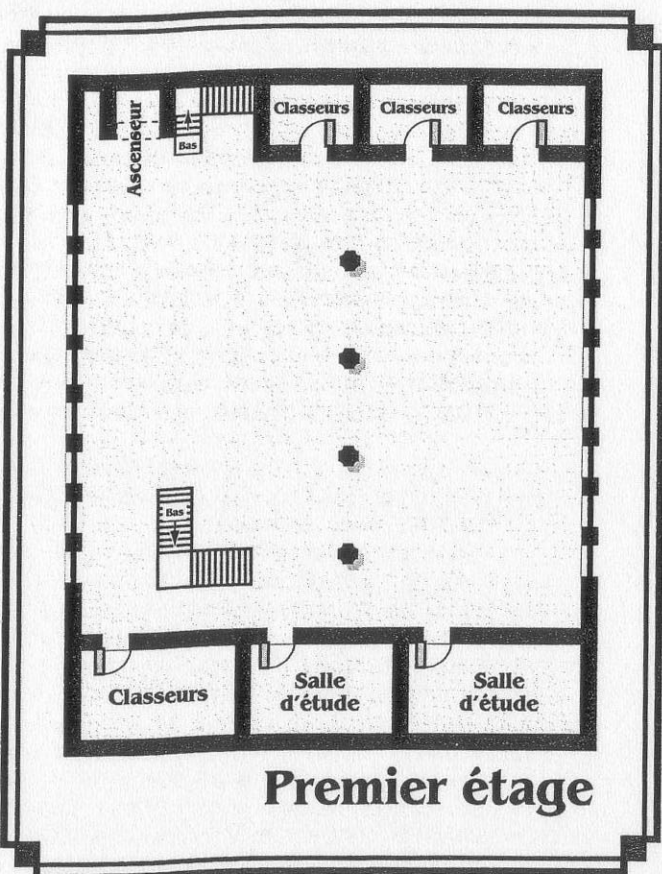 Ascenseur
Bas
Classeurs
Classeurs
Classeurs
Bas
Classeurs
Salle
d'étude
Salle
d'étude
Premier étage